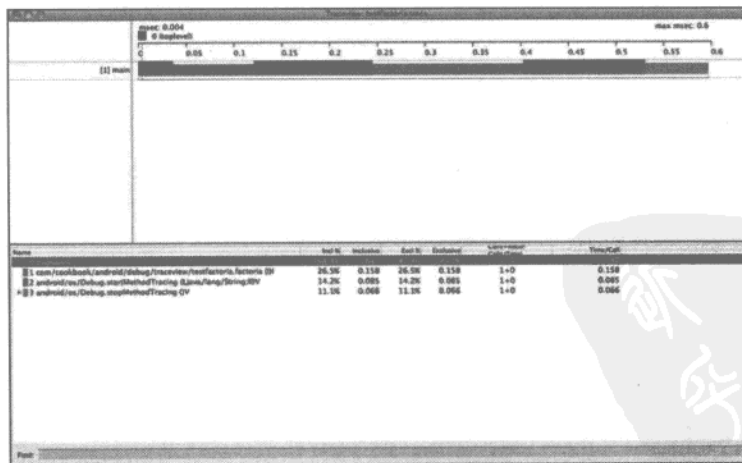 msec: 0.004
max msec: 0.6
0 (toplevel)
0 0.05 0.1 0.15 0.2 0.25 0.3 0.35 0.4 0.45 0.5 0.55 0.6
[1] main
Name Incl % Inclusive Excl % Exclusive Time/Call
1 com/cookbook/android/debug/traceview/testfactorio.factorio 26.5% 0.158 26.5% 0.158 1+0 0.158
2 android/os/Debug.startMethodTracing (Ljava/lang/String;)V 14.2% 0.085 14.2% 0.085 1+0 0.085
3 android/os/Debug.stopMethodTracing ()V 11.1% 0.066 11.1% 0.066 1+0 0.066
Find: